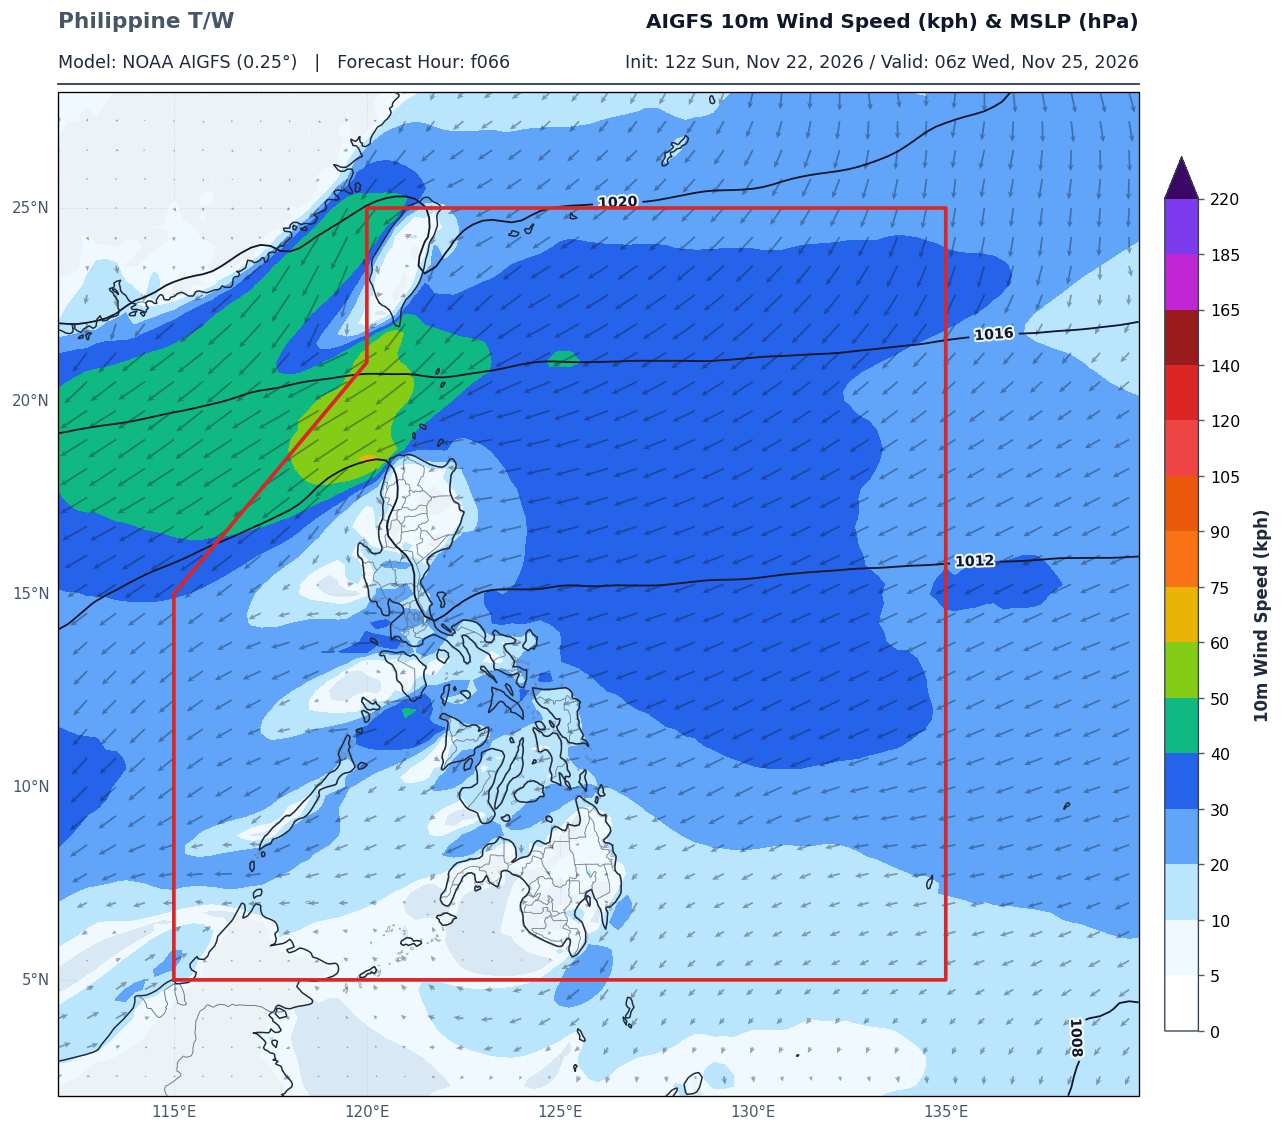 Philippine T/W
AIGFS 10m Wind Speed (kph) & MSLP (hPa)
Model: NOAA AIGFS (0.25°)   |   Forecast Hour: f066
Init: 12z Sun, Nov 22, 2026 / Valid: 06z Wed, Nov 25, 2026
25°N
20°N
15°N
10°N
5°N
1020
1016
1012
1008
115°E
120°E
125°E
130°E
135°E
220
185
165
140
120
105
90
75
60
50
40
30
20
10
5
0
10m Wind Speed (kph)